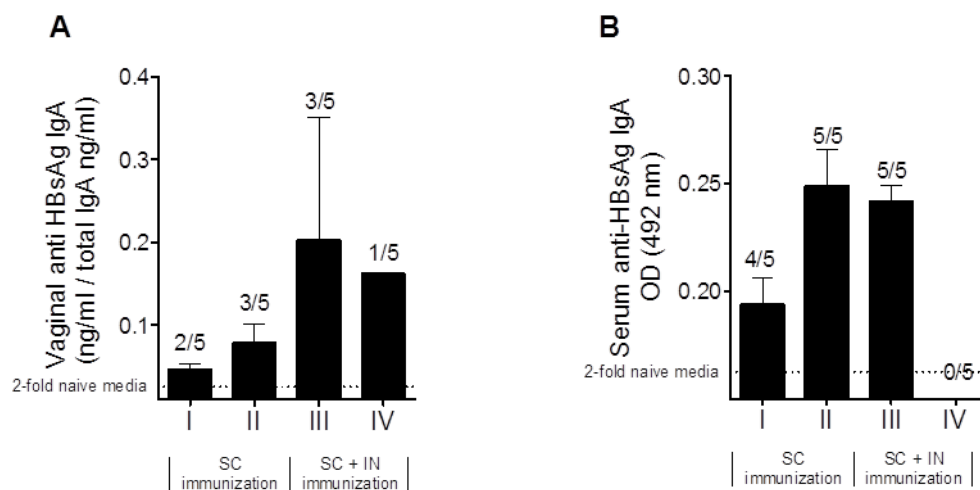 A
Vaginal anti HBsAg IgA
(ng/ml / total IgA ng/ml)
0.4
0.3
0.2
0.1
2-fold naive media
2/5
3/5
3/5
1/5
I II III IV
SC
immunization
SC + IN
immunization
B
Serum anti-HBsAg IgA
OD (492 nm)
0.30
0.25
0.20
2-fold naive media
4/5
5/5
5/5
0/5
I II III IV
SC
immunization
SC + IN
immunization